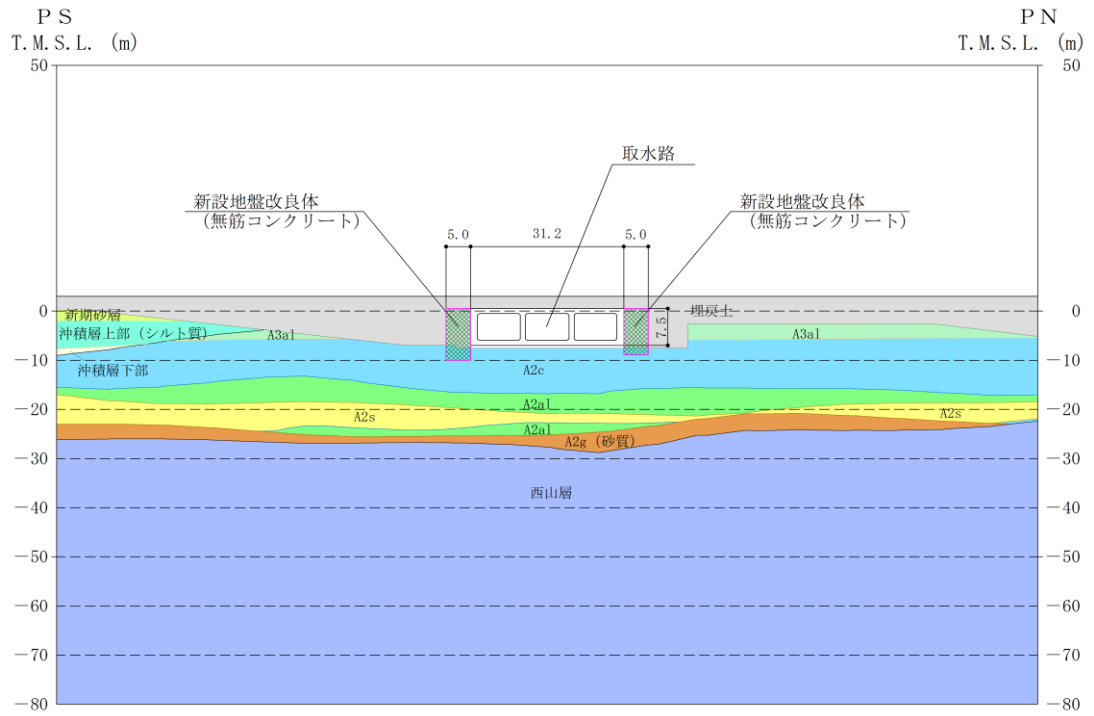 PS
PN
T.M.S.L. (m)
T.M.S.L. (m)
50
50
取水路
新設地盤改良体
(無筋コンクリート)
新設地盤改良体
(無筋コンクリート)
5.0
31.2
5.0
0
新期砂層
埋戻土
0
沖積層上部(シルト質)
A3al
7.5
A3al
-10
沖積層下部
A2c
-10
A2al
-20
A2s
A2s
-20
A2al
A2g(砂質)
-30
-30
西山層
-40
-40
-50
-50
-60
-60
-70
-70
-80
-80